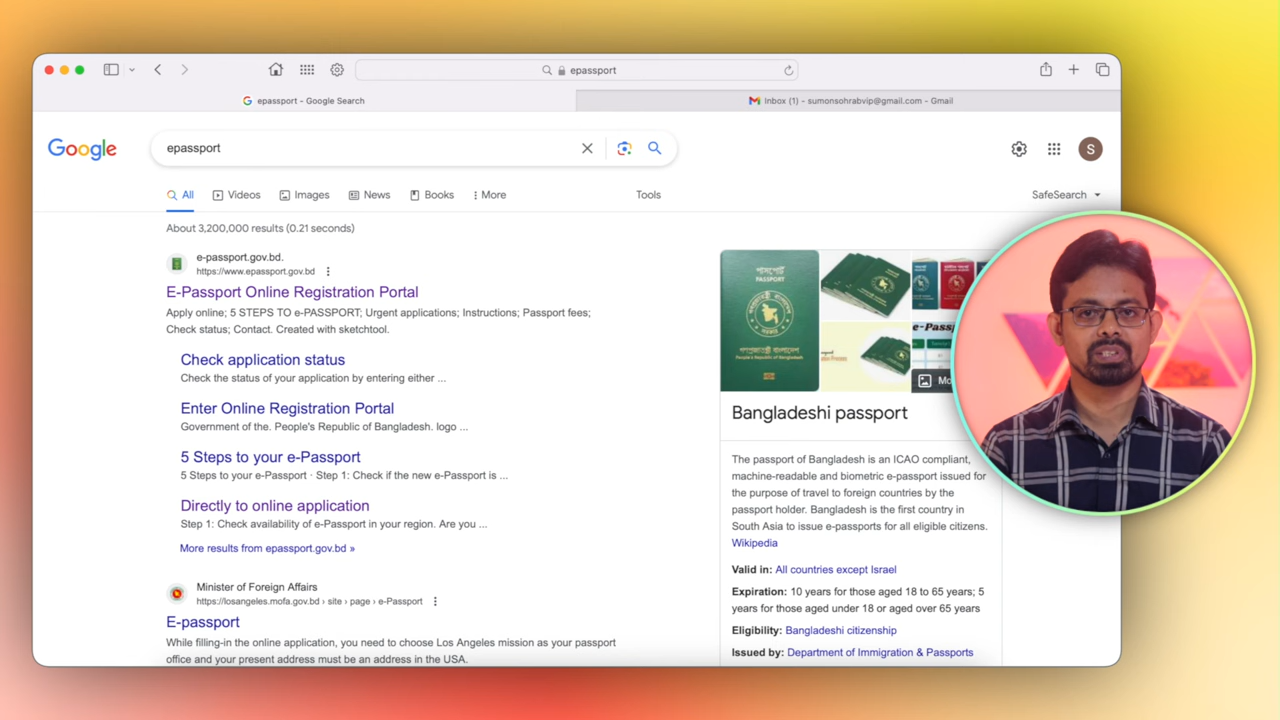 epassport
epassport - Google Search
Inbox (1) - sumonsohrabvip@gmail.com - Gmail
Google
epassport
S
All
Videos
Images
News
Books
More
Tools
SafeSearch
About 3,200,000 results (0.21 seconds)
e-passport.gov.bd.
https://www.epassport.gov.bd
E-Passport Online Registration Portal
Apply online; 5 STEPS TO e-PASSPORT; Urgent applications; Instructions; Passport fees;
Check status; Contact. Created with sketchtool.
Check application status
Check the status of your application by entering either ...
Enter Online Registration Portal
Government of the. People's Republic of Bangladesh. logo ...
5 Steps to your e-Passport
5 Steps to your e-Passport · Step 1: Check if the new e-Passport is ...
Directly to online application
Step 1: Check availability of e-Passport in your region. Are you ...
More results from epassport.gov.bd »
Minister of Foreign Affairs
https://losangeles.mofa.gov.bd › site › page › e-Passport
E-passport
While filling-in the online application, you need to choose Los Angeles mission as your passport
office and your present address must be an address in the USA.
পাসপোর্ট
PASSPORT
গণপ্রজাতন্ত্রী বাংলাদেশ
People's Republic of Bangladesh
Bangladeshi passport
The passport of Bangladesh is an ICAO compliant,
machine-readable and biometric e-passport issued for
the purpose of travel to foreign countries by the
passport holder. Bangladesh is the first country in
South Asia to issue e-passports for all eligible citizens.
Wikipedia
Valid in: All countries except Israel
Expiration: 10 years for those aged 18 to 65 years; 5
years for those aged under 18 or aged over 65 years
Eligibility: Bangladeshi citizenship
Issued by: Department of Immigration & Passports